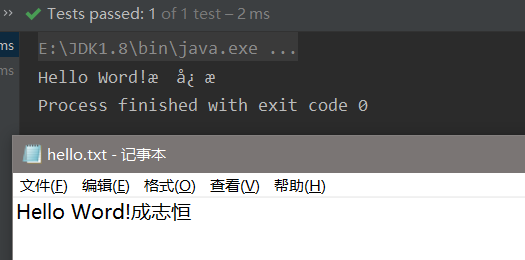 Tests passed: 1 of 1 test – 2 ms
ms
E:\JDK1.8\bin\java.exe ...
ms
Hello Word!æ å¿ æ
Process finished with exit code 0
hello.txt - 记事本
文件(F) 编辑(E) 格式(O) 查看(V) 帮助(H)
Hello Word!成志恒